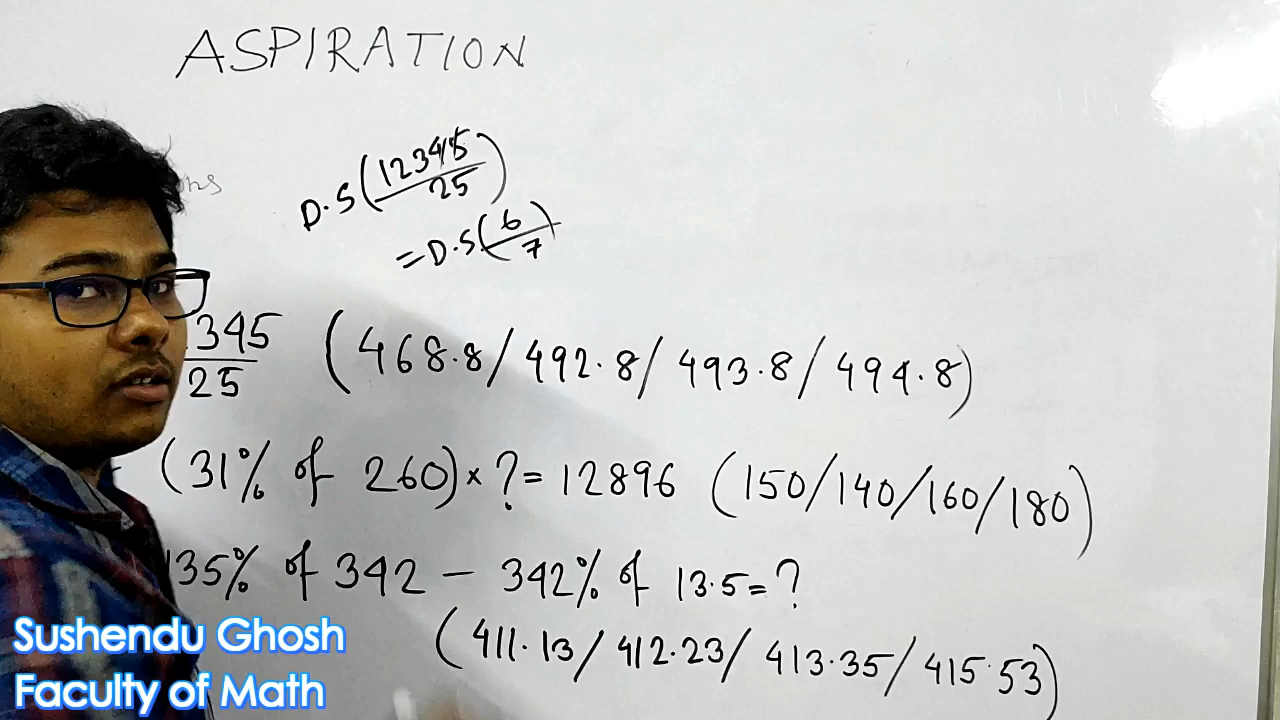 ASPIRATION
D.S(12345/25)
=D.S(6/7)
345/25 (468.8/492.8/493.8/494.8)
(31% of 260)×?=12896 (150/140/160/180)
135% of 342 – 342% of 13.5=?
(411.13/412.23/413.35/415.53)
Sushendu Ghosh
Faculty of Math